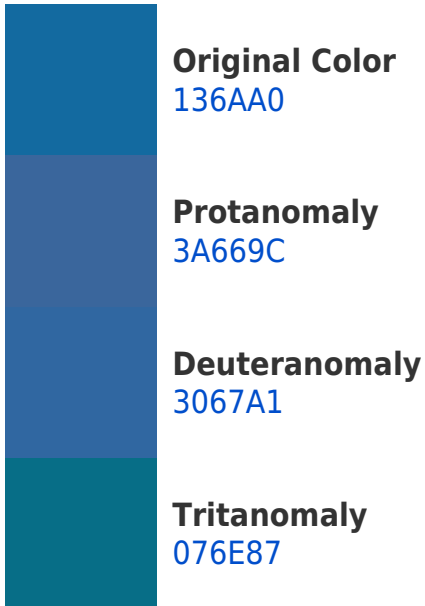 Original Color
136AA0
Protanomaly
3A669C
Deuteranomaly
3067A1
Tritanomaly
076E87